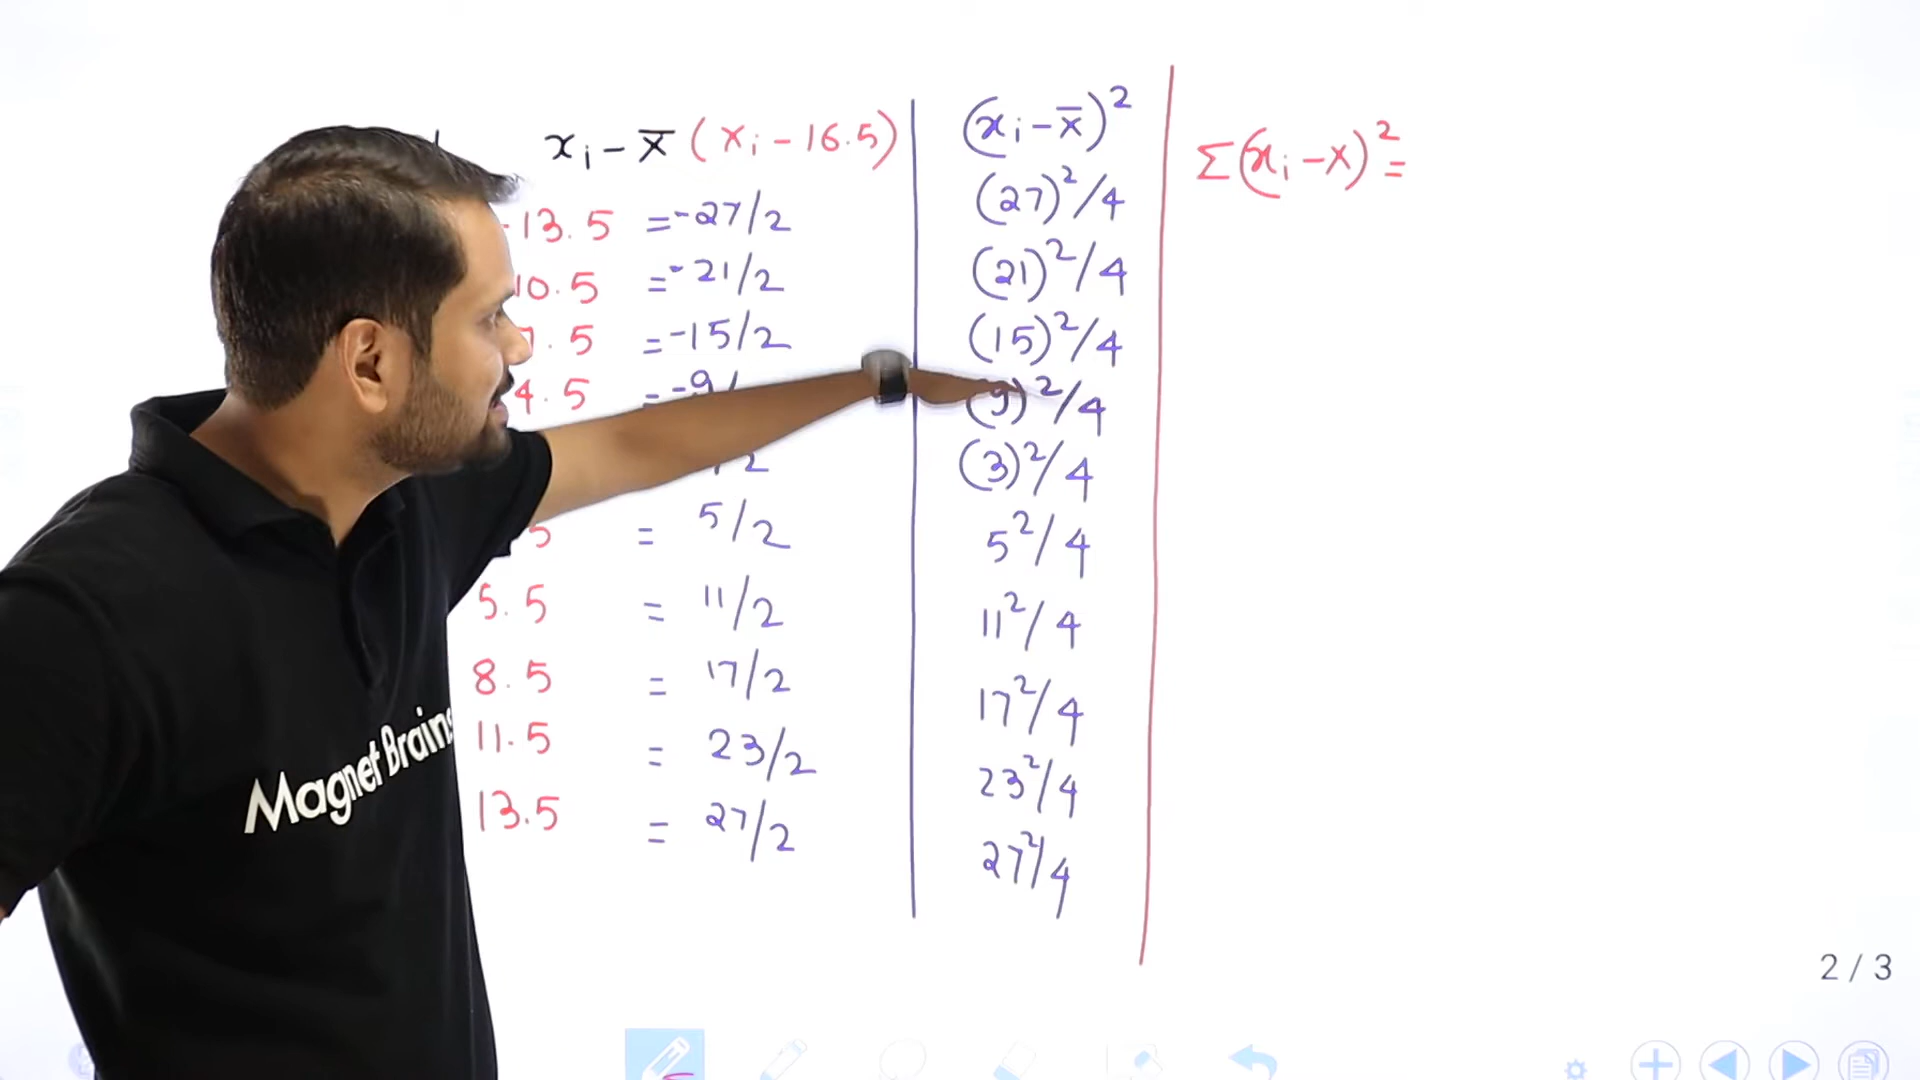 xi - x̄ (xi - 16.5)
(xi - x̄)²
Σ(xi - x)² =
-13.5 = -27/2
(27)²/4
10.5 = -21/2
(21)²/4
7.5 = -15/2
(15)²/4
4.5 = -9/
(9)²/4
(3)²/4
5 = 5/2
5²/4
5.5 = 11/2
11²/4
8.5 = 17/2
17²/4
11.5 = 23/2
23²/4
13.5 = 27/2
27²/4
Magnet Brains
2 / 3